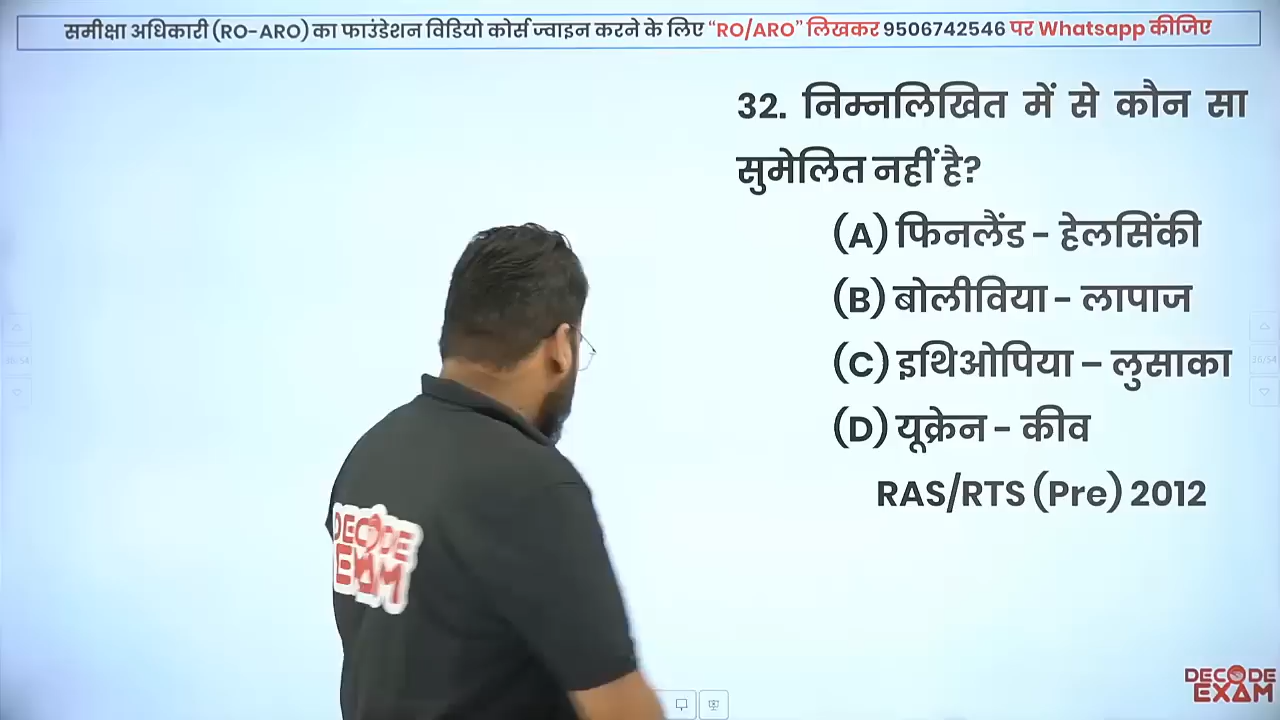 समीक्षा अधिकारी (RO-ARO) का फाउंडेशन विडियो कोर्स ज्वाइन करने के लिए “RO/ARO” लिखकर 9506742546 पर Whatsapp कीजिए
32. निम्नलिखित में से कौन सा
सुमेलित नहीं है?
(A) फिनलैंड - हेलसिंकी
(B) बोलीविया - लापाज
(C) इथिओपिया – लुसाका
(D) यूक्रेन - कीव
RAS/RTS (Pre) 2012
DECODE
EXAM
DECODE
EXAM